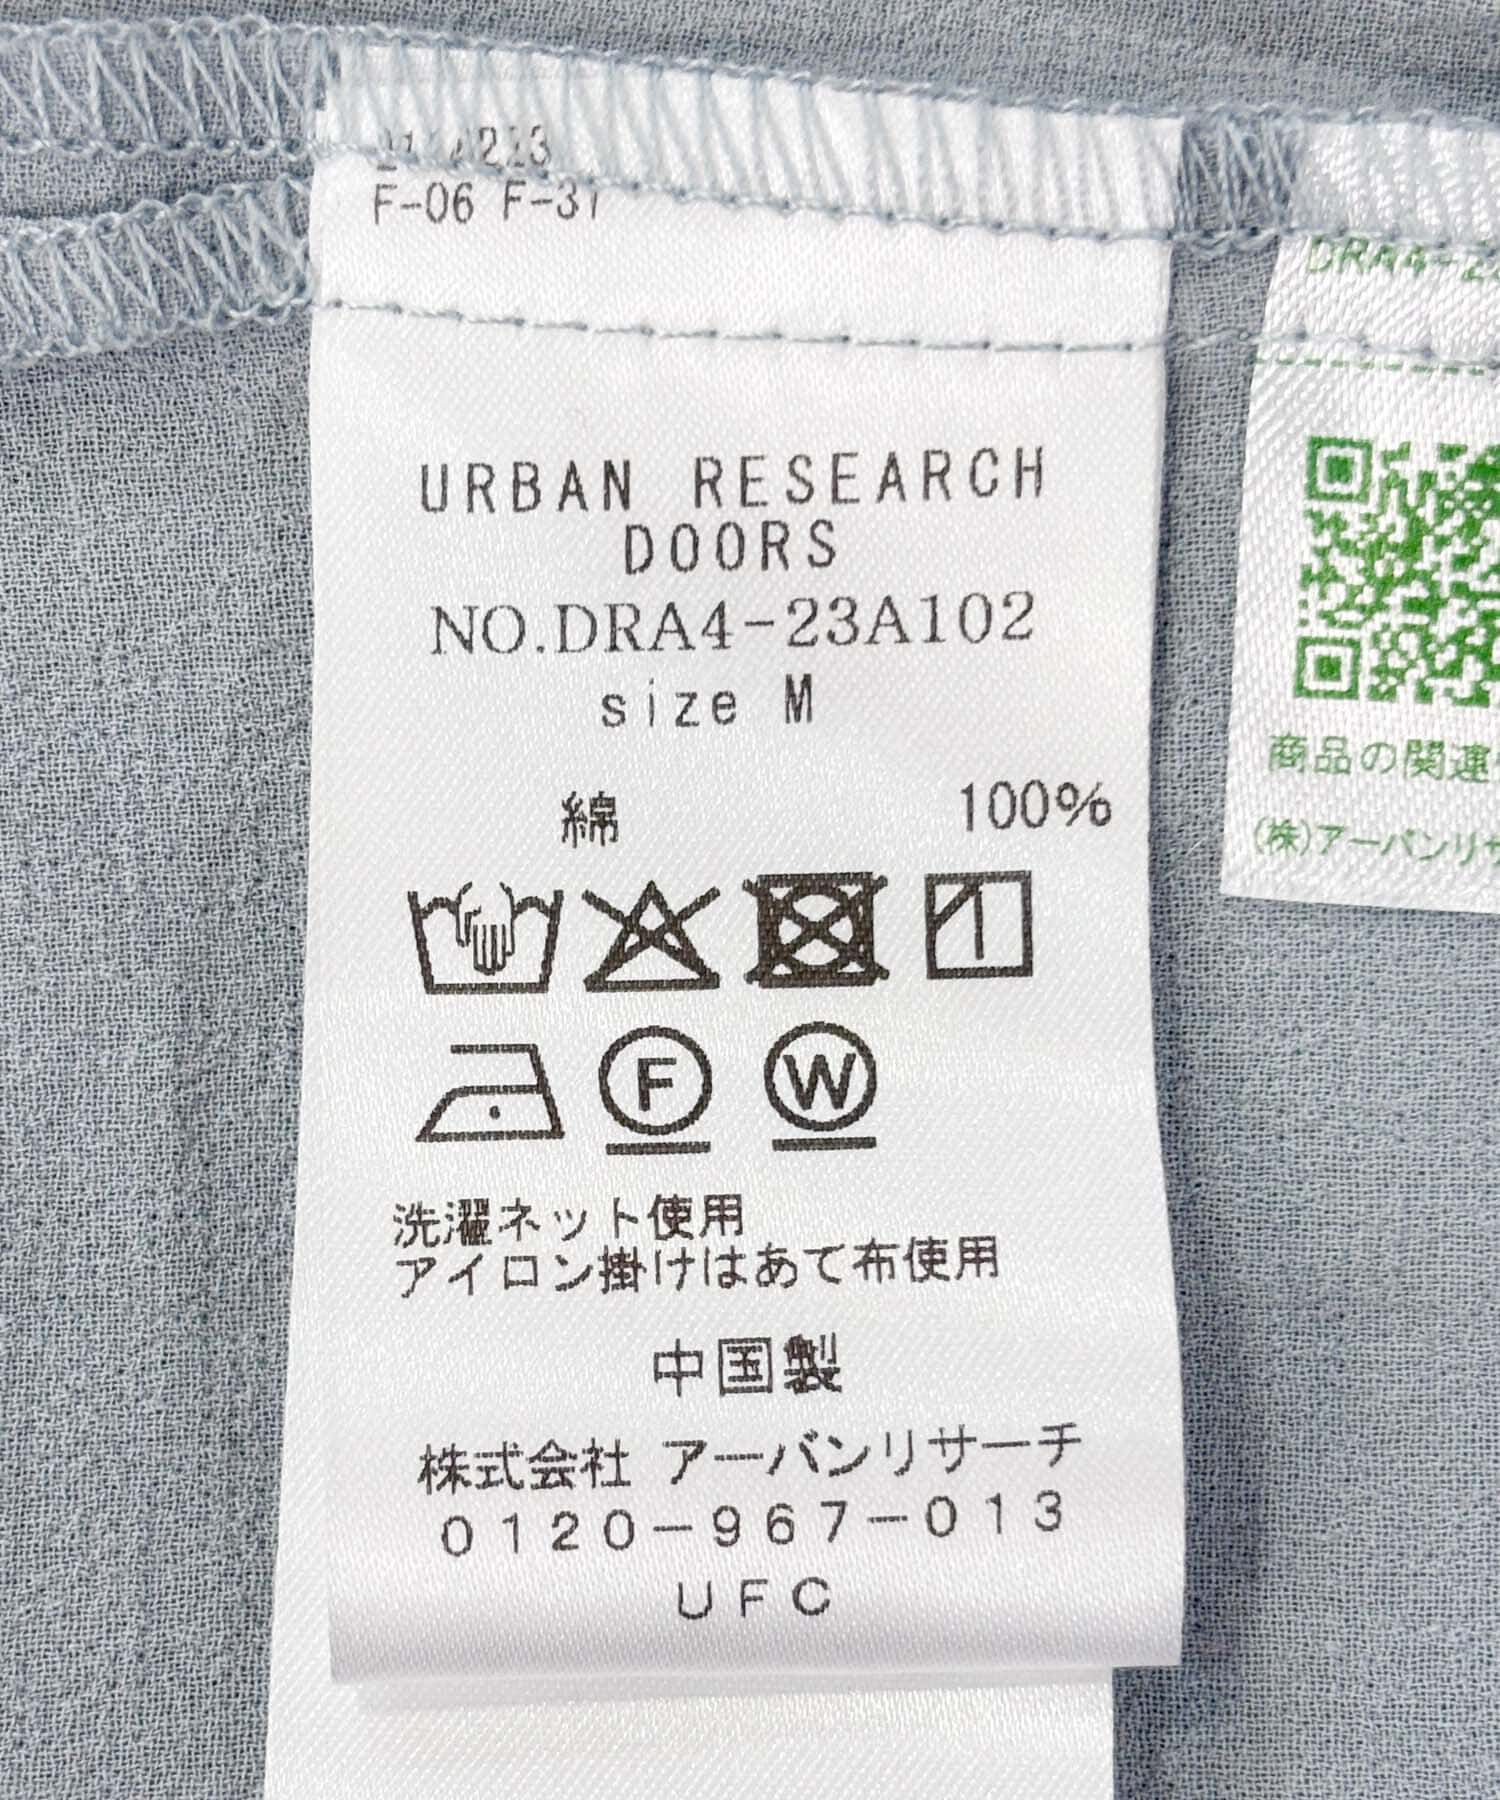 F-06 F-31
URBAN RESEARCH
DOORS
NO.DRA4-23A102
size M
綿 100%
F W
洗濯ネット使用
アイロン掛けはあて布使用
中国製
株式会社 アーバンリサーチ
0120-967-013
UFC
DRA4-23
商品の関連
(株)アーバンリサ